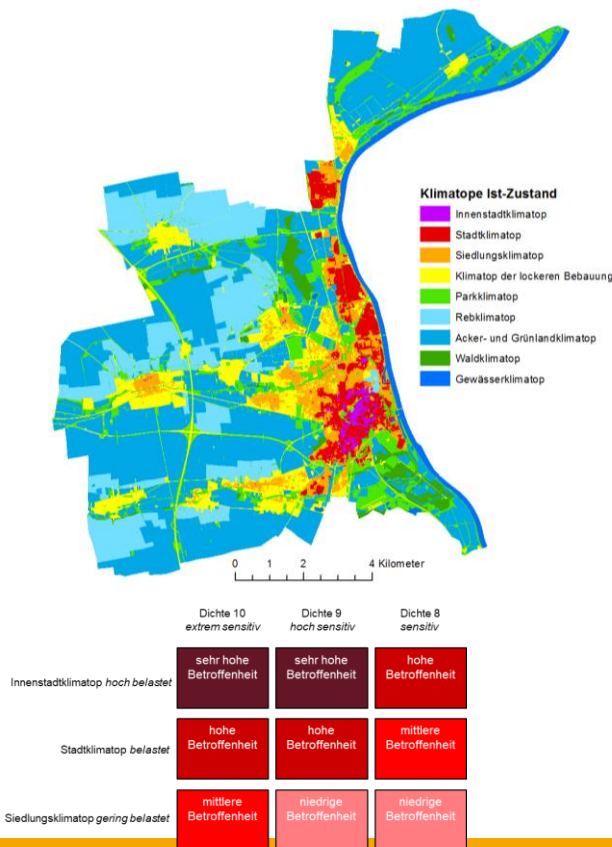 Klimatope Ist-Zustand
Innenstadtklimatop
Stadtklimatop
Siedlungsklimatop
Klimatop der lockeren Bebauung
Parkklimatop
Rebklimatop
Acker- und Grünlandklimatop
Waldklimatop
Gewässerklimatop
0 1 2 4 Kilometer
Dichte 10 Dichte 9 Dichte 8
extrem sensitiv hoch sensitiv sensitiv
sehr hohe sehr hohe hohe
Innenstadtklimatop hoch belastet Betroffenheit Betroffenheit Betroffenheit
hohe hohe mittlere
Stadtklimatop belastet Betroffenheit Betroffenheit Betroffenheit
mittlere niedrige niedrige
Siedlungsklimatop gering belastet Betroffenheit Betroffenheit Betroffenheit